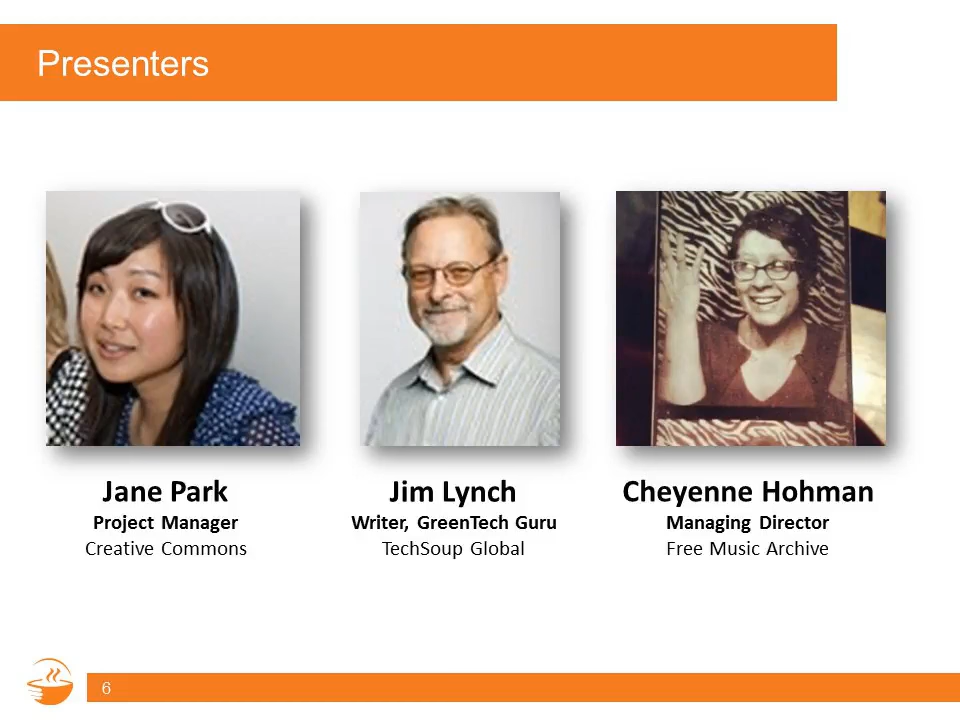 Presenters
Jane Park
Project Manager
Creative Commons
Jim Lynch
Writer, GreenTech Guru
TechSoup Global
Cheyenne Hohman
Managing Director
Free Music Archive
6